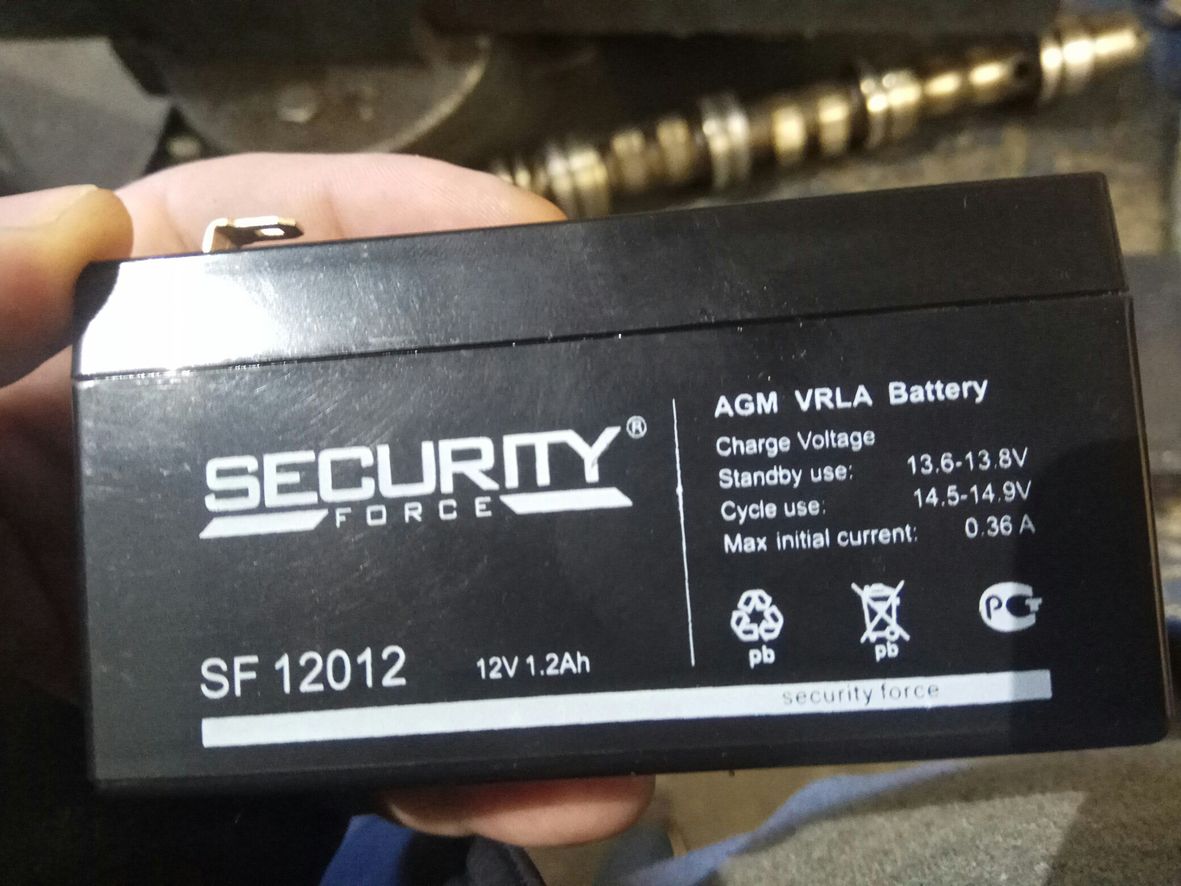 SECURITY®
FORCE
SF 12012
12V 1.2Ah
AGM VRLA Battery
Charge Voltage
Standby use: 13.6-13.8V
Cycle use: 14.5-14.9V
Max initial current: 0.36 A
pb
pb
РСТ
security force